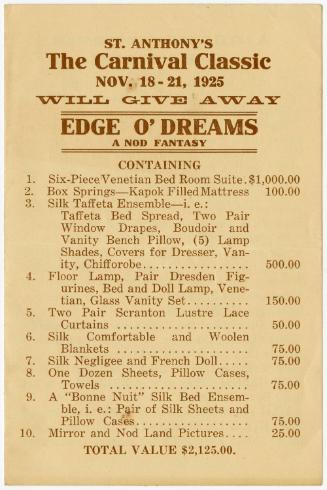 ST. ANTHONY'S
The Carnival Classic
NOV. 18-21, 1925
WILL GIVE AWAY
EDGE O' DREAMS
A NOD FANTASY
CONTAINING
1. Six-Piece Venetian Bed Room Suite.$1,000.00
2. Box Springs—Kapok Filled Mattress 100.00
3. Silk Taffeta Ensemble—i. e.:
Taffeta Bed Spread, Two Pair
Window Drapes, Boudoir and
Vanity Bench Pillow, (5) Lamp
Shades, Covers for Dresser, Van-
ity, Chifforobe................ 500.00
4. Floor Lamp, Pair Dresden Fig-
urines, Bed and Doll Lamp, Vene-
tian, Glass Vanity Set.......... 150.00
5. Two Pair Scranton Lustre Lace
Curtains ..................... 50.00
6. Silk Comfortable and Woolen
Blankets ..................... 75.00
7. Silk Negligee and French Doll..... 75.00
8. One Dozen Sheets, Pillow Cases,
Towels ...................... 75.00
9. A "Bonne Nuit" Silk Bed Ensem-
ble, i. e.: Pair of Silk Sheets and
Pillow Cases.................. 75.00
10. Mirror and Nod Land Pictures.... 25.00
TOTAL VALUE $2,125.00.